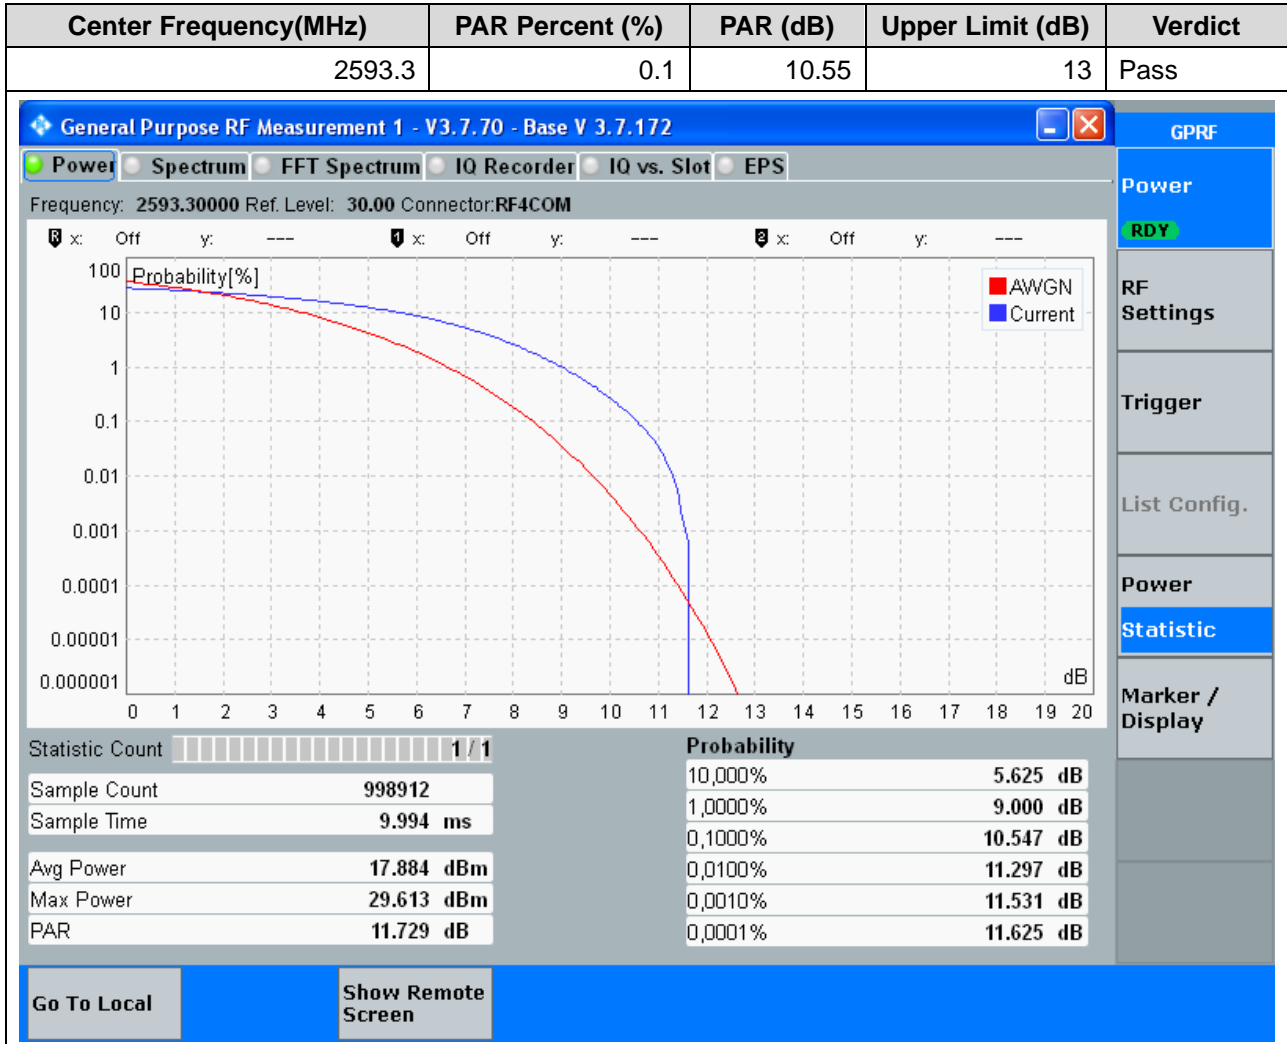 Center Frequency(MHz) PAR Percent (%) PAR (dB) Upper Limit (dB) Verdict
2593.3 0.1 10.55 13 Pass
General Purpose RF Measurement 1 - V3.7.70 - Base V 3.7.172
GPRF
Power Spectrum FFT Spectrum IQ Recorder IQ vs. Slot EPS
Frequency: 2593.30000 Ref. Level: 30.00 Connector:RF4COM
R x: Off y: --- 1 x: Off y: --- 2 x: Off y: ---
Probability[%]
AWGN
Current
100
10
1
0.1
0.01
0.001
0.0001
0.00001
0.000001
dB
0 1 2 3 4 5 6 7 8 9 10 11 12 13 14 15 16 17 18 19 20
Statistic Count 1 / 1
Sample Count 998912
Sample Time 9.994 ms
Avg Power 17.884 dBm
Max Power 29.613 dBm
PAR 11.729 dB
Probability
10,000% 5.625 dB
1,0000% 9.000 dB
0,1000% 10.547 dB
0,0100% 11.297 dB
0,0010% 11.531 dB
0,0001% 11.625 dB
Power
RDY
RF
Settings
Trigger
List Config.
Power
Statistic
Marker /
Display
Go To Local
Show Remote
Screen